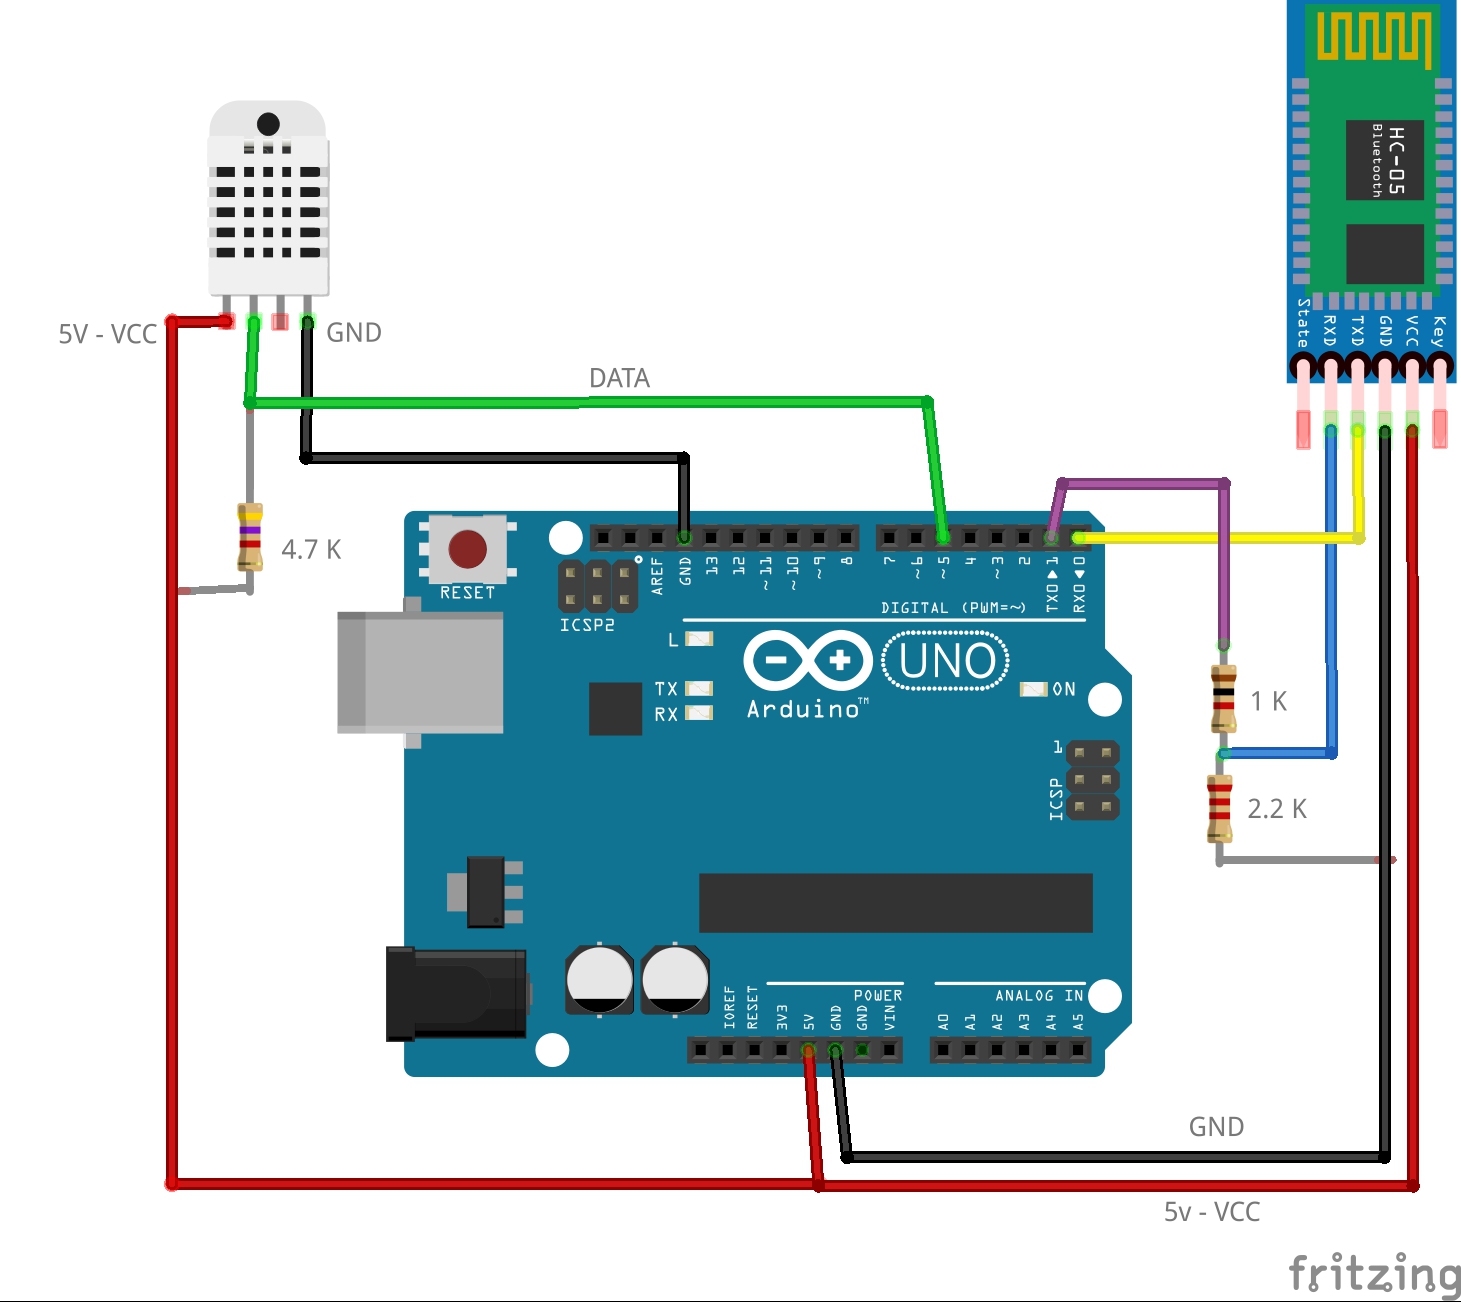 HC-05
Bluetooth
State
RXD
TXD
GND
VCC
Key
5V - VCC
GND
DATA
4.7 K
RESET
ICSP2
AREF
GND
13
12
~11
~10
~9
8
7
~6
~5
4
~3
2
TX0▶1
RX0◀0
DIGITAL (PWM=~)
L
TX
RX
UNO
Arduino™
ON
1
ICSP
1 K
2.2 K
IOREF
RESET
3V3
5V
GND
GND
VIN
POWER
ANALOG IN
A0
A1
A2
A3
A4
A5
GND
5v - VCC
fritzing